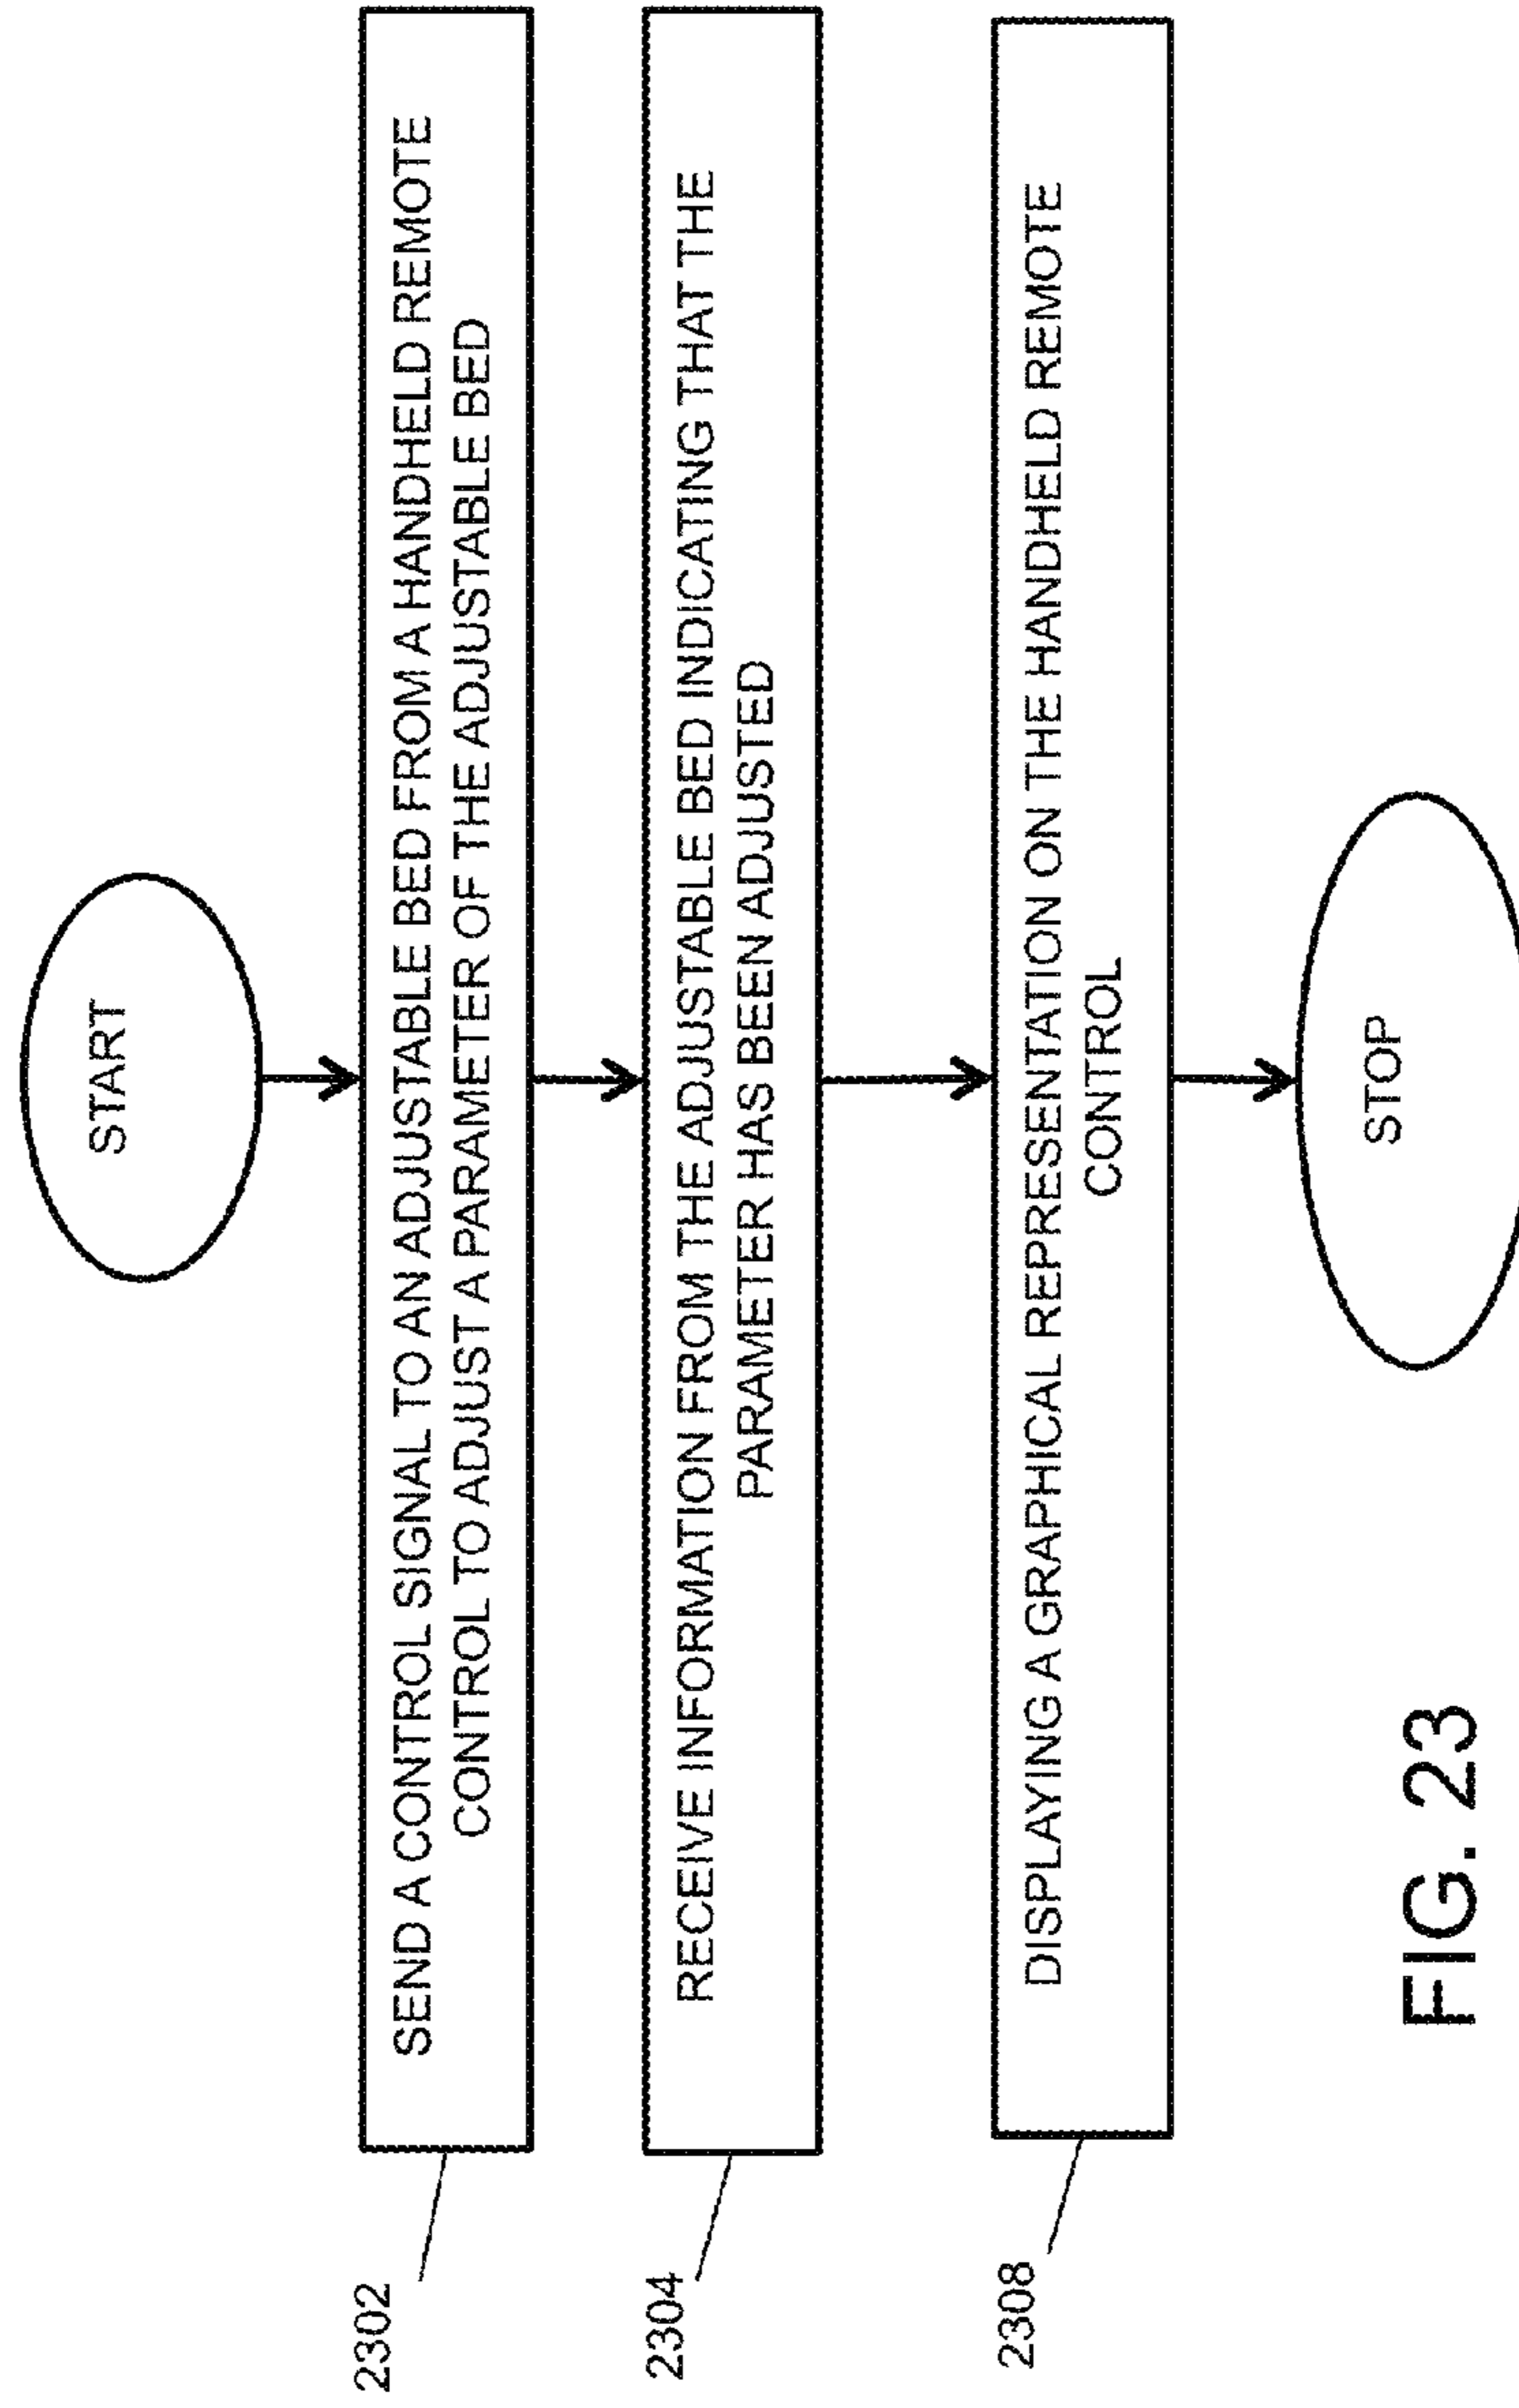 START
2302
SEND A CONTROL SIGNAL TO AN ADJUSTABLE BED FROM A HANDHELD REMOTE
CONTROL TO ADJUST A PARAMETER OF THE ADJUSTABLE BED
2304
RECEIVE INFORMATION FROM THE ADJUSTABLE BED INDICATING THAT THE
PARAMETER HAS BEEN ADJUSTED
2308
DISPLAYING A GRAPHICAL REPRESENTATION ON THE HANDHELD REMOTE
CONTROL
STOP
FIG. 23